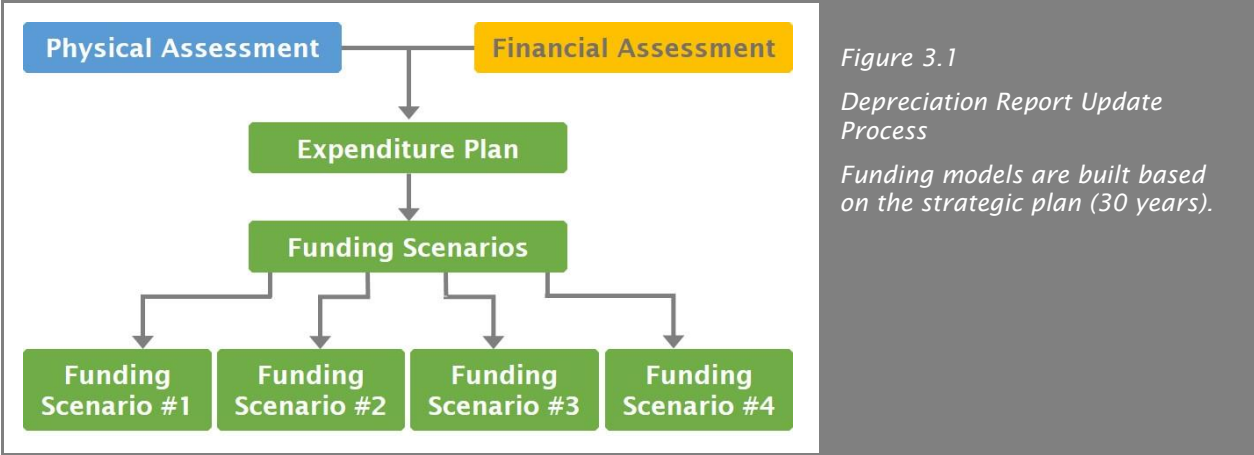 Physical Assessment
Financial Assessment
Expenditure Plan
Funding Scenarios
Funding
Scenario #1
Funding
Scenario #2
Funding
Scenario #3
Funding
Scenario #4
Figure 3.1
Depreciation Report Update
Process
Funding models are built based
on the strategic plan (30 years).